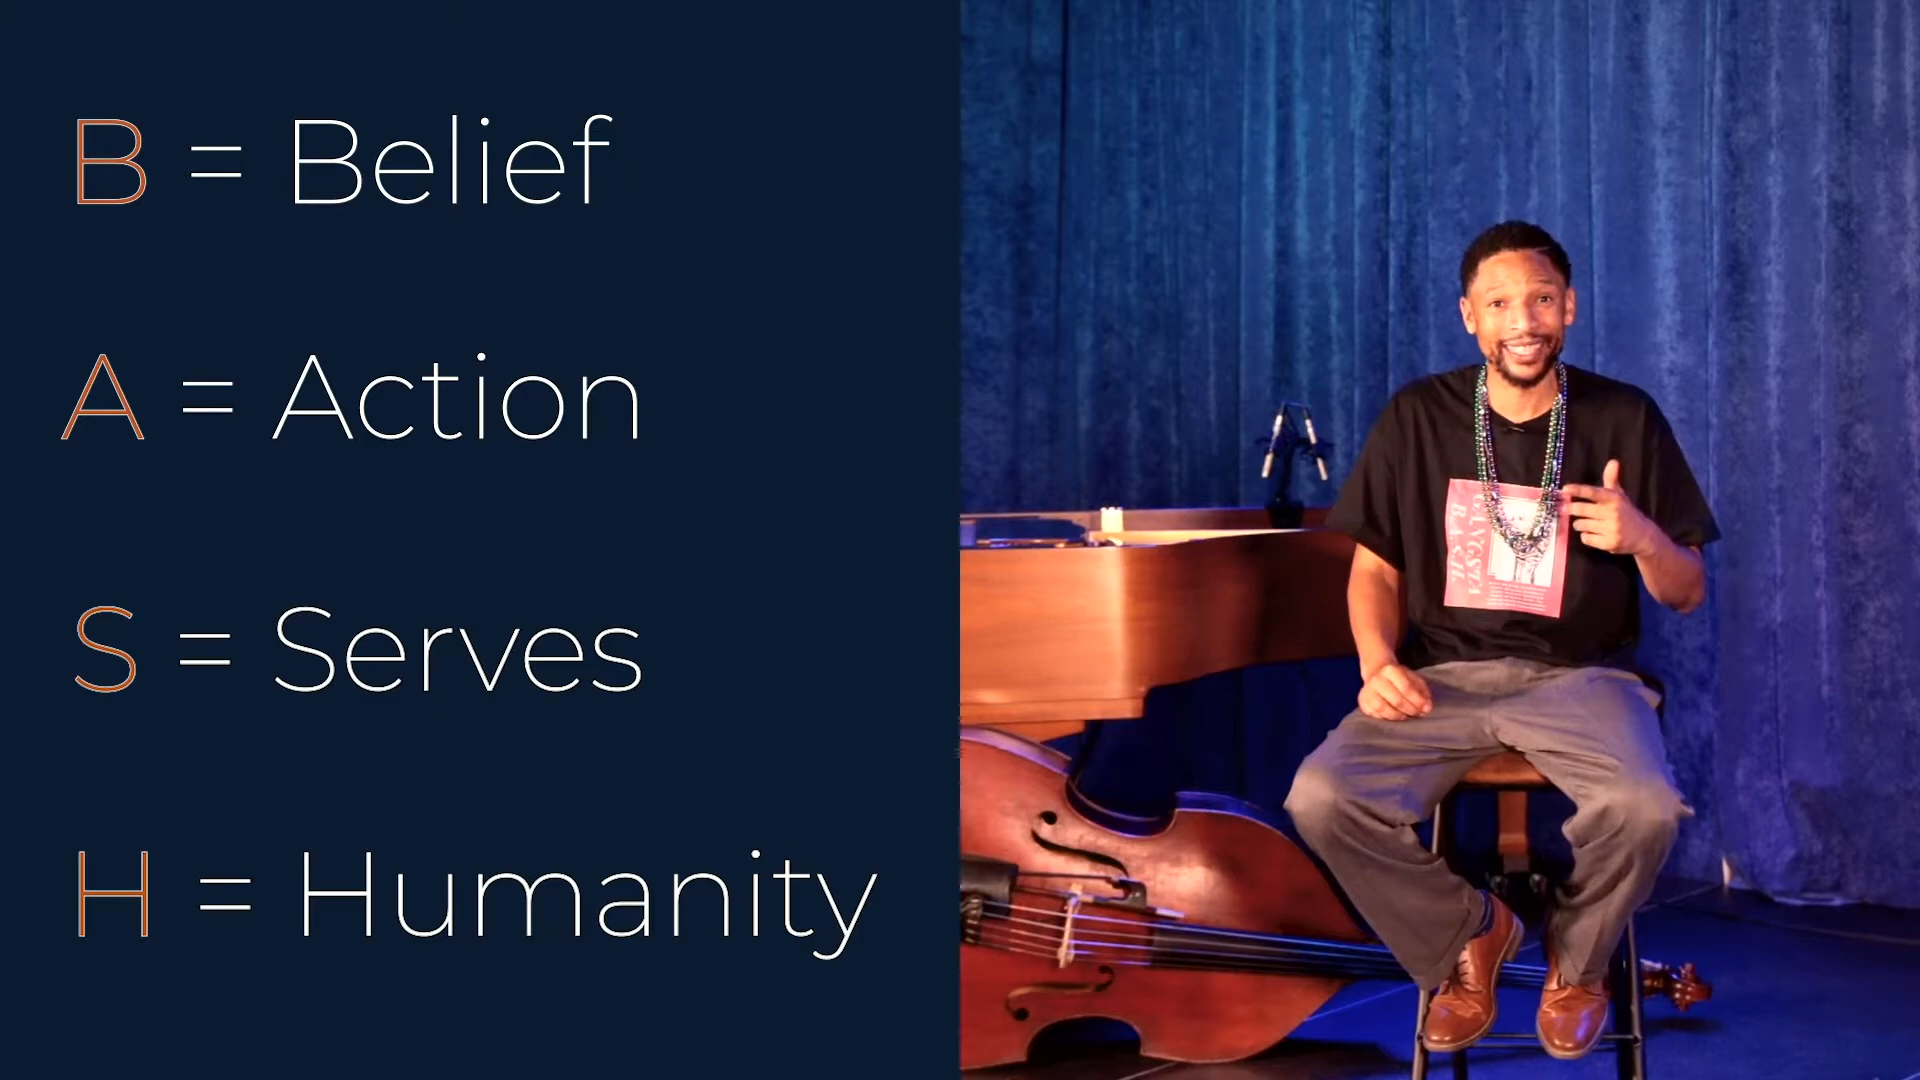 B = Belief
A = Action
S = Serves
H = Humanity
B.A.S.H.